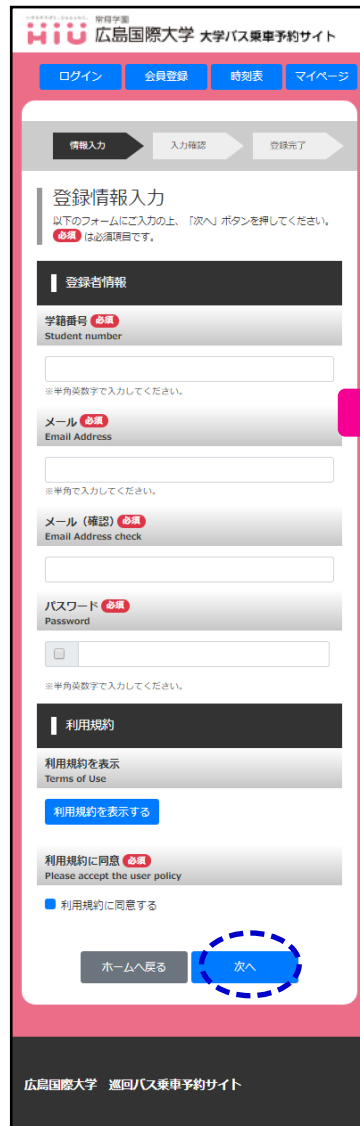 常翔学園
HIU 広島国際大学 大学バス乗車予約サイト
ログイン 会員登録 時刻表 マイページ
情報入力 入力確認 登録完了
登録情報入力
以下のフォームにご入力の上、「次へ」ボタンを押してください。
必須 は必須項目です。
登録者情報
学籍番号 必須
Student number
※半角英数字で入力してください。
メール 必須
Email Address
※半角で入力してください。
メール（確認） 必須
Email Address check
パスワード 必須
Password
※半角英数字で入力してください。
利用規約
利用規約を表示
Terms of Use
利用規約を表示する
利用規約に同意 必須
Please accept the user policy
利用規約に同意する
ホームへ戻る 次へ
広島国際大学 巡回バス乗車予約サイト